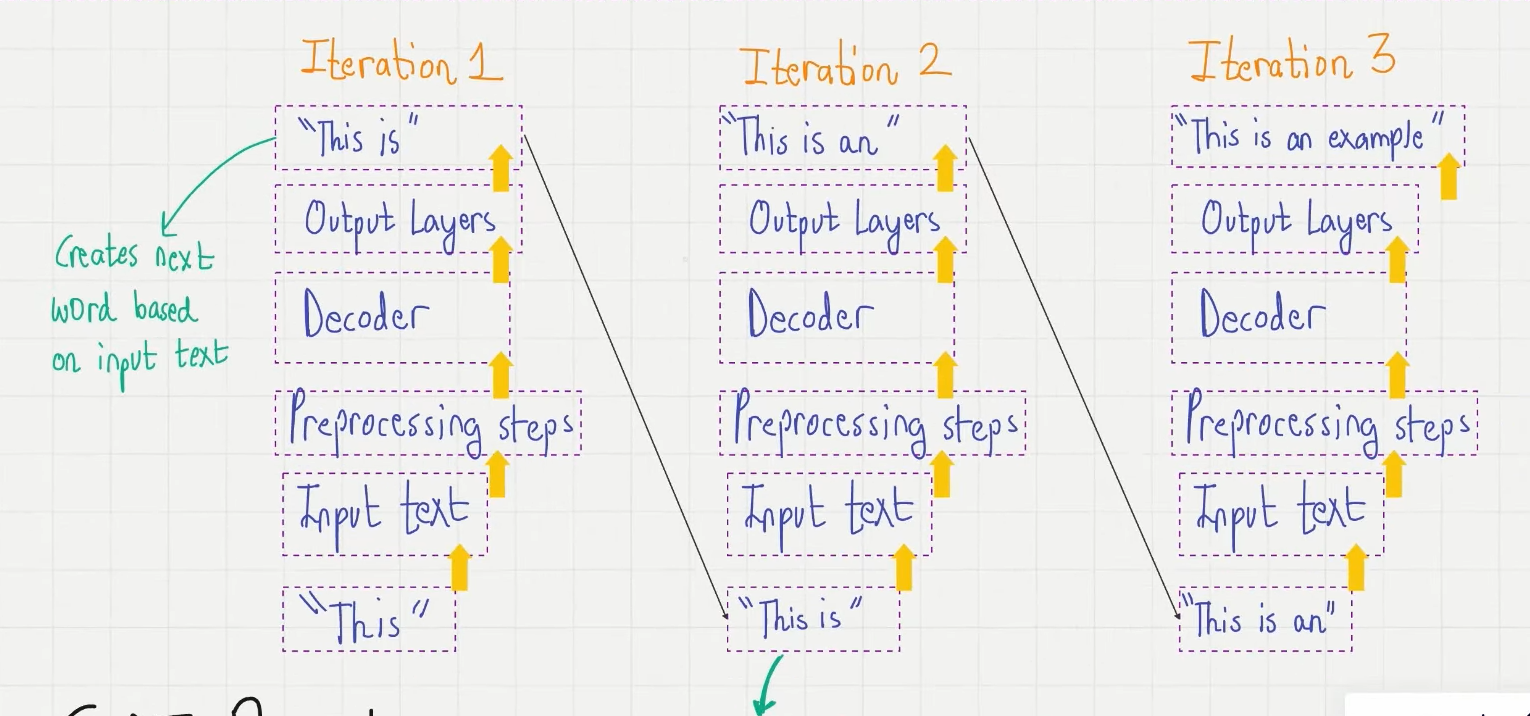 Iteration 1
"This is"
Output Layers
Decoder
Preprocessing steps
Input text
"This"
Creates next
word based
on input text
Iteration 2
"This is an"
Output Layers
Decoder
Preprocessing steps
Input text
"This is"
Iteration 3
"This is an example"
Output Layers
Decoder
Preprocessing steps
Input text
"This is an"